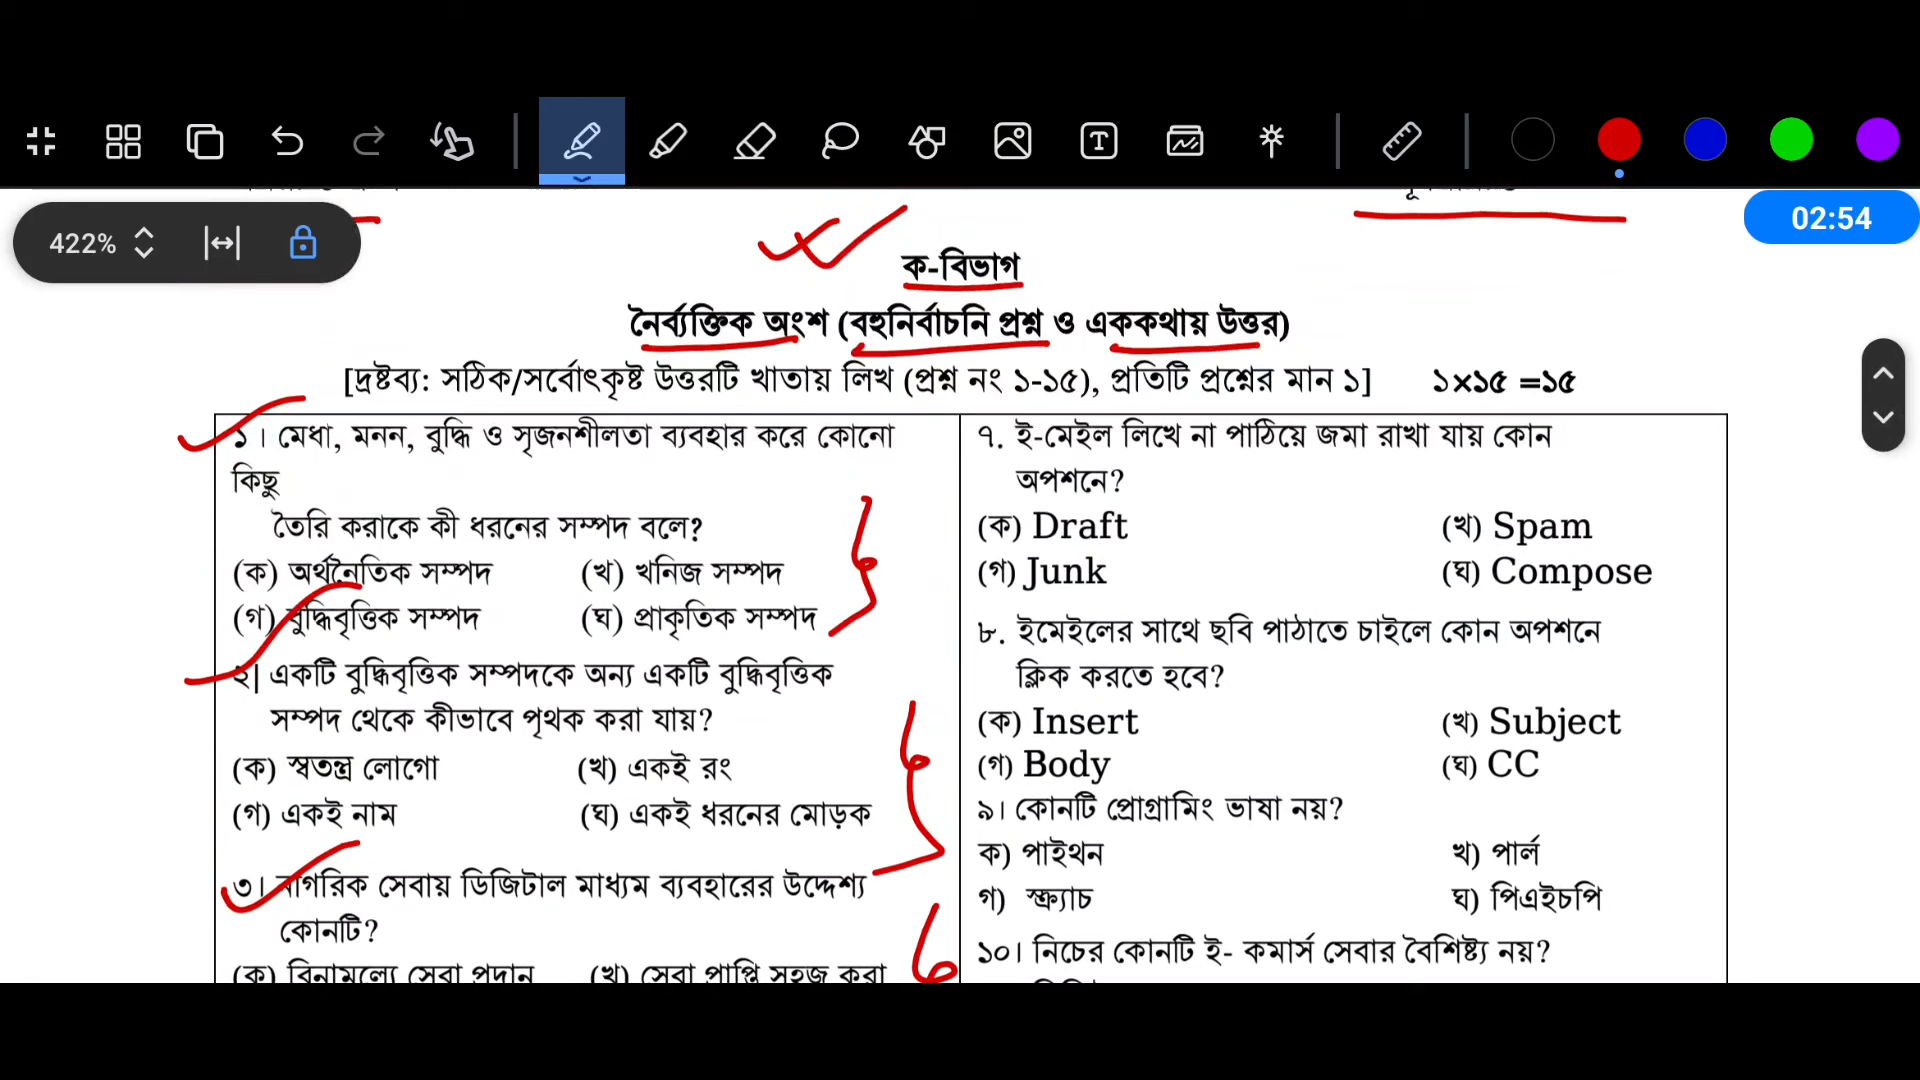 422%
02:54
ক-বিভাগ
নৈর্ব্যক্তিক অংশ (বহুনির্বাচনি প্রশ্ন ও এককথায় উত্তর)
[দ্রষ্টব্য: সঠিক/সর্বোৎকৃষ্ট উত্তরটি খাতায় লিখ (প্রশ্ন নং ১-১৫), প্রতিটি প্রশ্নের মান ১] ১×১৫ =১৫
১। মেধা, মনন, বুদ্ধি ও সৃজনশীলতা ব্যবহার করে কোনো
কিছু
তৈরি করাকে কী ধরনের সম্পদ বলে?
(ক) অর্থনৈতিক সম্পদ (খ) খনিজ সম্পদ
(গ) বুদ্ধিবৃত্তিক সম্পদ (ঘ) প্রাকৃতিক সম্পদ
২| একটি বুদ্ধিবৃত্তিক সম্পদকে অন্য একটি বুদ্ধিবৃত্তিক
সম্পদ থেকে কীভাবে পৃথক করা যায়?
(ক) স্বতন্ত্র লোগো (খ) একই রং
(গ) একই নাম (ঘ) একই ধরনের মোড়ক
৩। নাগরিক সেবায় ডিজিটাল মাধ্যম ব্যবহারের উদ্দেশ্য
কোনটি?
(ক) বিনামূল্যে সেবা প্রদান (খ) সেবা প্রাপ্তি সহজ করা
৭. ই-মেইল লিখে না পাঠিয়ে জমা রাখা যায় কোন
অপশনে?
(ক) Draft (খ) Spam
(গ) Junk (ঘ) Compose
৮. ইমেইলের সাথে ছবি পাঠাতে চাইলে কোন অপশনে
ক্লিক করতে হবে?
(ক) Insert (খ) Subject
(গ) Body (ঘ) CC
৯। কোনটি প্রোগ্রামিং ভাষা নয়?
ক) পাইথন খ) পার্ল
গ) স্ক্র্যাচ ঘ) পিএইচপি
১০। নিচের কোনটি ই- কমার্স সেবার বৈশিষ্ট্য নয়?